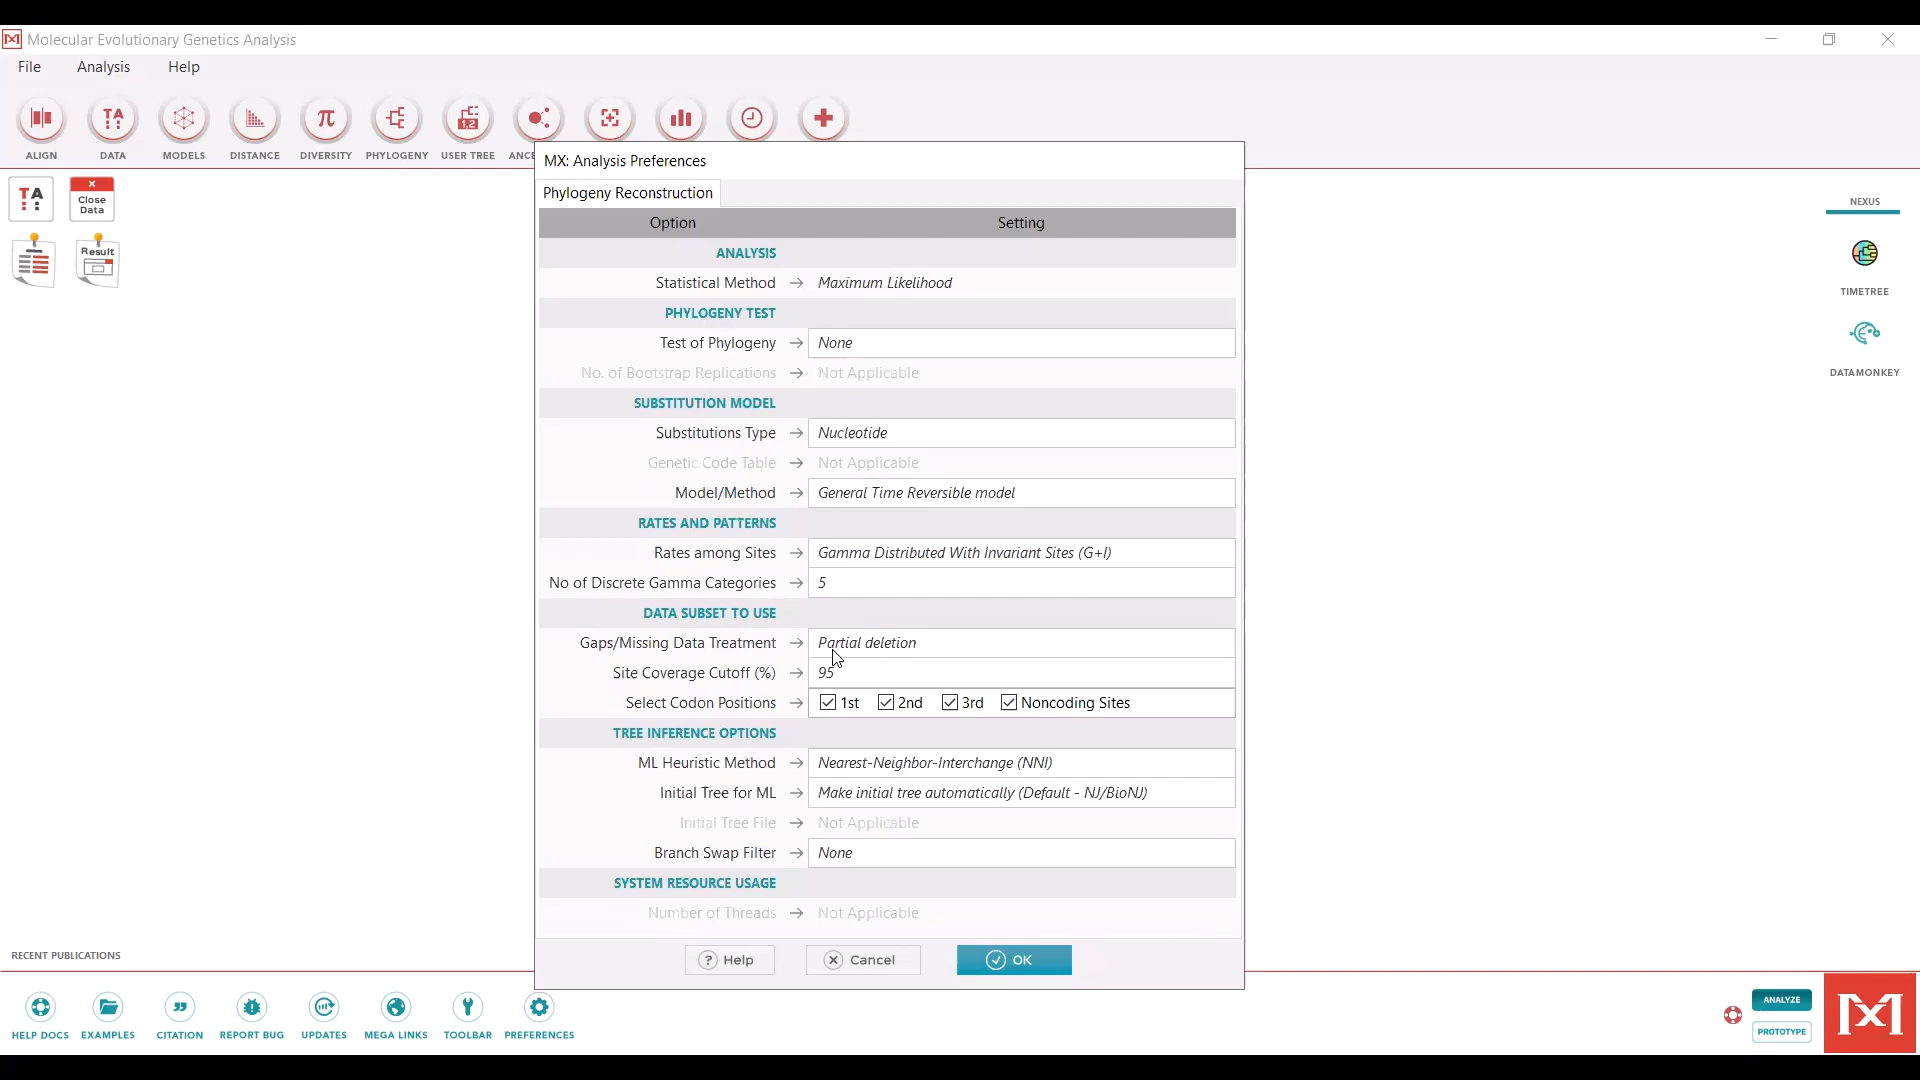 Molecular Evolutionary Genetics Analysis
File Analysis Help
TA
π
1,2
ALIGN DATA MODELS DISTANCE DIVERSITY PHYLOGENY USER TREE ANCE
MX: Analysis Preferences
Phylogeny Reconstruction
Option Setting
ANALYSIS
Statistical Method → Maximum Likelihood
PHYLOGENY TEST
Test of Phylogeny → None
No. of Bootstrap Replications → Not Applicable
SUBSTITUTION MODEL
Substitutions Type → Nucleotide
Genetic Code Table → Not Applicable
Model/Method → General Time Reversible model
RATES AND PATTERNS
Rates among Sites → Gamma Distributed With Invariant Sites (G+I)
No of Discrete Gamma Categories → 5
DATA SUBSET TO USE
Gaps/Missing Data Treatment → Partial deletion
Site Coverage Cutoff (%) → 95
Select Codon Positions → 1st 2nd 3rd Noncoding Sites
TREE INFERENCE OPTIONS
ML Heuristic Method → Nearest-Neighbor-Interchange (NNI)
Initial Tree for ML → Make initial tree automatically (Default - NJ/BioNJ)
Initial Tree File → Not Applicable
Branch Swap Filter → None
SYSTEM RESOURCE USAGE
Number of Threads → Not Applicable
? Help Cancel OK
TA
Close
Data
Result
NEXUS
TIMETREE
DATAMONKEY
RECENT PUBLICATIONS
HELP DOCS EXAMPLES CITATION REPORT BUG UPDATES MEGA LINKS TOOLBAR PREFERENCES
ANALYZE
PROTOTYPE